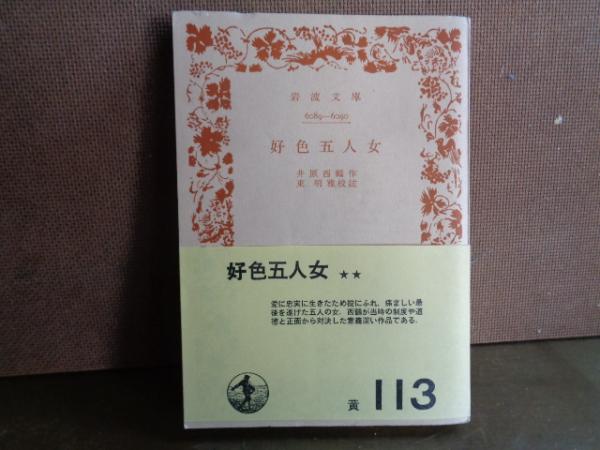 岩波文庫
6089—6090
好色五人女
井原西鶴作
東 明雅校註
好色五人女 ★★
愛に忠実に生きたため掟にふれ、痛ましい最
後を遂げた五人の女。西鶴が当時の制度や道
徳と正面から対決した意義深い作品である。
黄 113